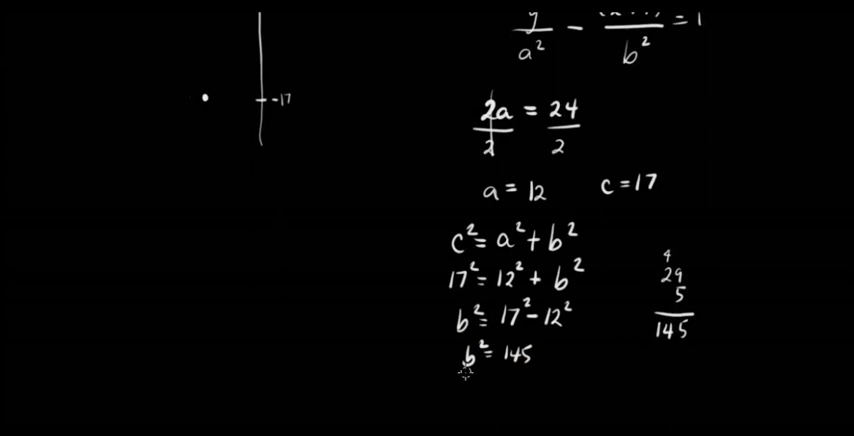 y
— - — = 1
a² b²
-17
2a = 24
2 2
a = 12 c = 17
c² = a² + b²
17² = 12² + b²
b² = 17² - 12²
b² = 145
4
29
5
145